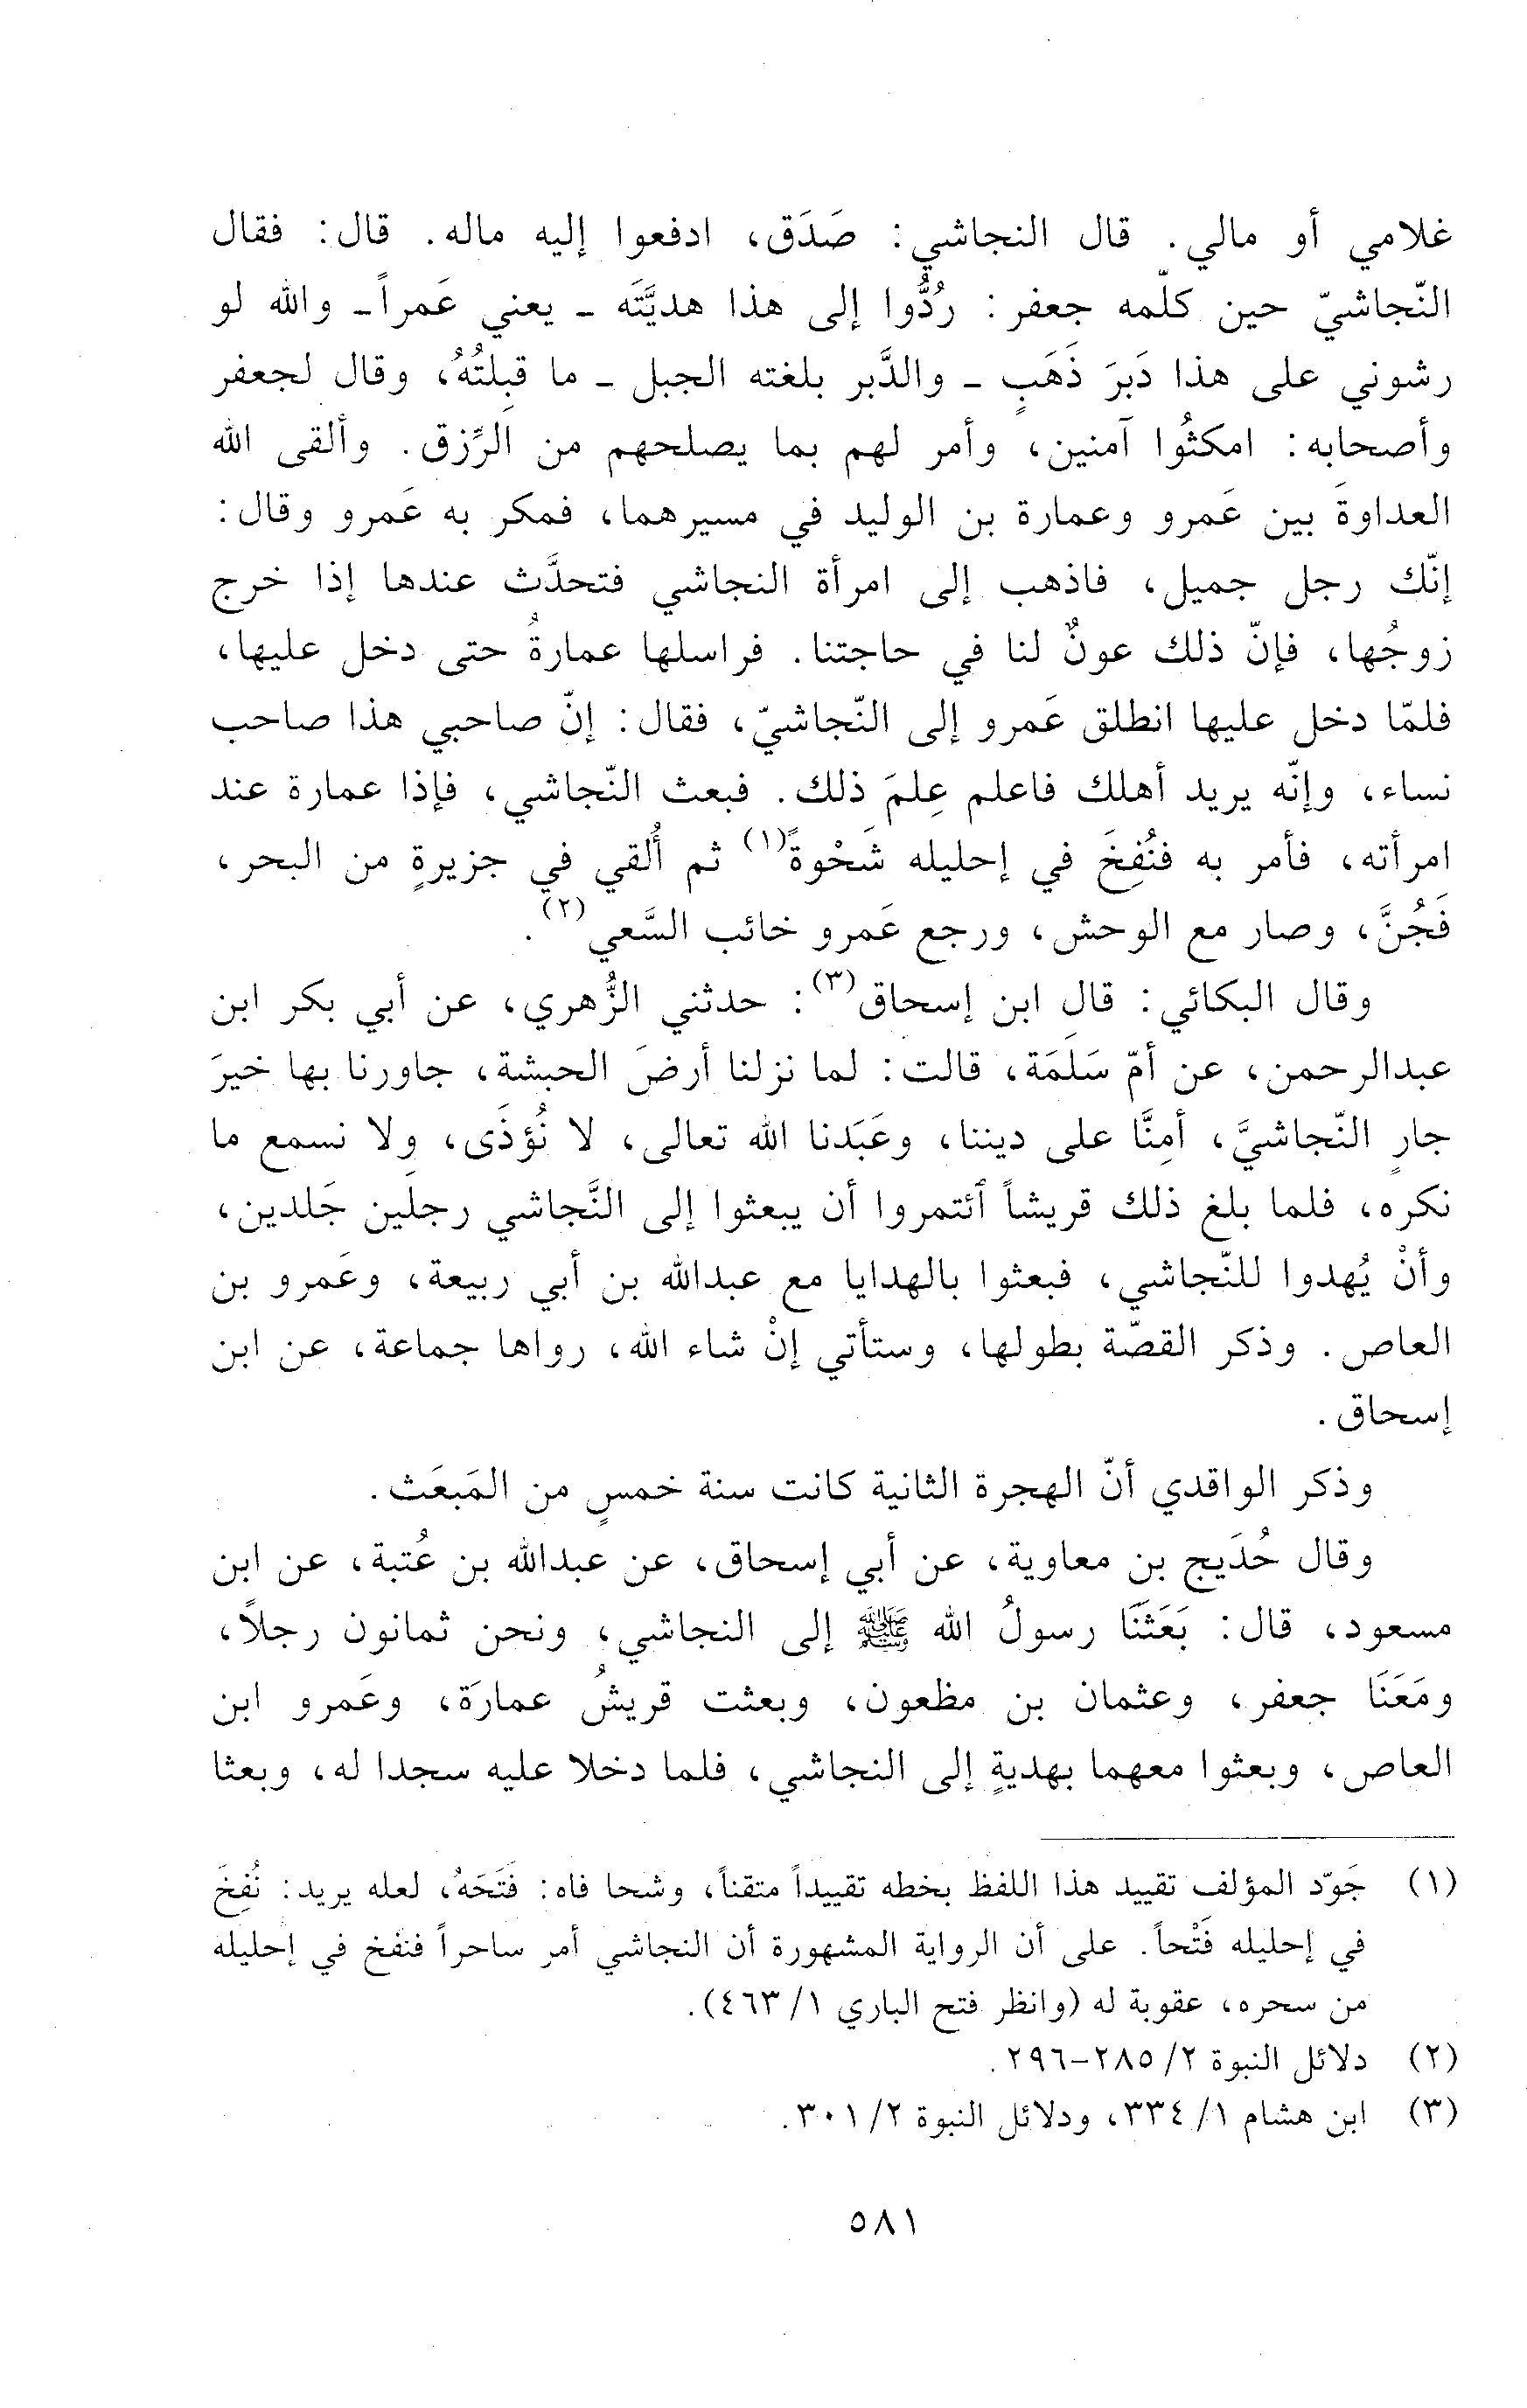 غلامي أو مالي. قال النجاشي: صَدَق، ادفعوا إليه ماله. قال: فقال
النّجاشيّ حين كلّمه جعفر: رُدُّوا إلى هذا هديَّتَه - يعني عَمراً- والله لو
رشوني على هذا دَبرَ ذَهَبٍ - والدَّبر بلغته الجبل - ما قَبِلتُهُ، وقال لجعفر
وأصحابه: امكثُوا آمنين، وأمر لهم بما يصلحهم من الرِّزق. وألقى الله
العداوةَ بين عَمرو وعمارة بن الوليد في مسيرهما، فمكر به عَمرو وقال:
إنّك رجل جميل، فاذهب إلى امرأة النجاشي فتحدَّث عندها إذا خرج
زوجُها، فإنّ ذلك عونٌ لنا في حاجتنا. فراسلها عمارةُ حتى دخل عليها،
فلمّا دخل عليها انطلق عَمرو إلى النّجاشيّ، فقال: إنّ صاحبي هذا صاحب
نساء، وإنّه يريد أهلك فاعلم عِلمَ ذلك. فبعث النّجاشي، فإذا عمارة عند
امرأته، فأمر به فنُفِخَ في إحليله شَحْوةً(١) ثم أُلقي في جزيرةٍ من البحر،
فَجُنَّ، وصار مع الوحش، ورجع عَمرو خائب السَّعي(٢).
وقال البكائي: قال ابن إسحاق(٣): حدثني الزُّهري، عن أبي بكر ابن
عبدالرحمن، عن أمّ سَلَمَة، قالت: لما نزلنا أرضَ الحبشة، جاورنا بها خيرَ
جارٍ النّجاشيَّ، أمِنَّا على ديننا، وعَبَدنا الله تعالى، لا نُؤذَى، ولا نسمع ما
نكره، فلما بلغ ذلك قريشاً ٱئتمروا أن يبعثوا إلى النَّجاشي رجلَين جَلدين،
وأنْ يُهدوا للنّجاشي، فبعثوا بالهدايا مع عبدالله بن أبي ربيعة، وعَمرو بن
العاص. وذكر القصّة بطولها، وستأتي إنْ شاء الله، رواها جماعة، عن ابن
إسحاق.
وذكر الواقدي أنّ الهجرة الثانية كانت سنة خمسٍ من المَبعَث.
وقال حُدَيج بن معاوية، عن أبي إسحاق، عن عبدالله بن عُتبة، عن ابن
مسعود، قال: بَعَثَنَا رسولُ الله ﷺ إلى النجاشي، ونحن ثمانون رجلاً،
ومَعَنَا جعفر، وعثمان بن مظعون، وبعثت قريشُ عمارَة، وعَمرو ابن
العاص، وبعثوا معهما بهديةٍ إلى النجاشي، فلما دخلا عليه سجدا له، وبعثا
(١) جَوّد المؤلف تقييد هذا اللفظ بخطه تقييداً متقناً، وشحا فاه: فَتَحَهُ، لعله يريد: نُفِخَ
في إحليله فَتْحاً. على أن الرواية المشهورة أن النجاشي أمر ساحراً فنفخ في إحليله
من سحره، عقوبة له (وانظر فتح الباري ١/ ٤٦٣).
(٢) دلائل النبوة ٢/ ٢٨٥-٢٩٦.
(٣) ابن هشام ١/ ٣٣٤، ودلائل النبوة ٢/ ٣٠١.
٥٨١